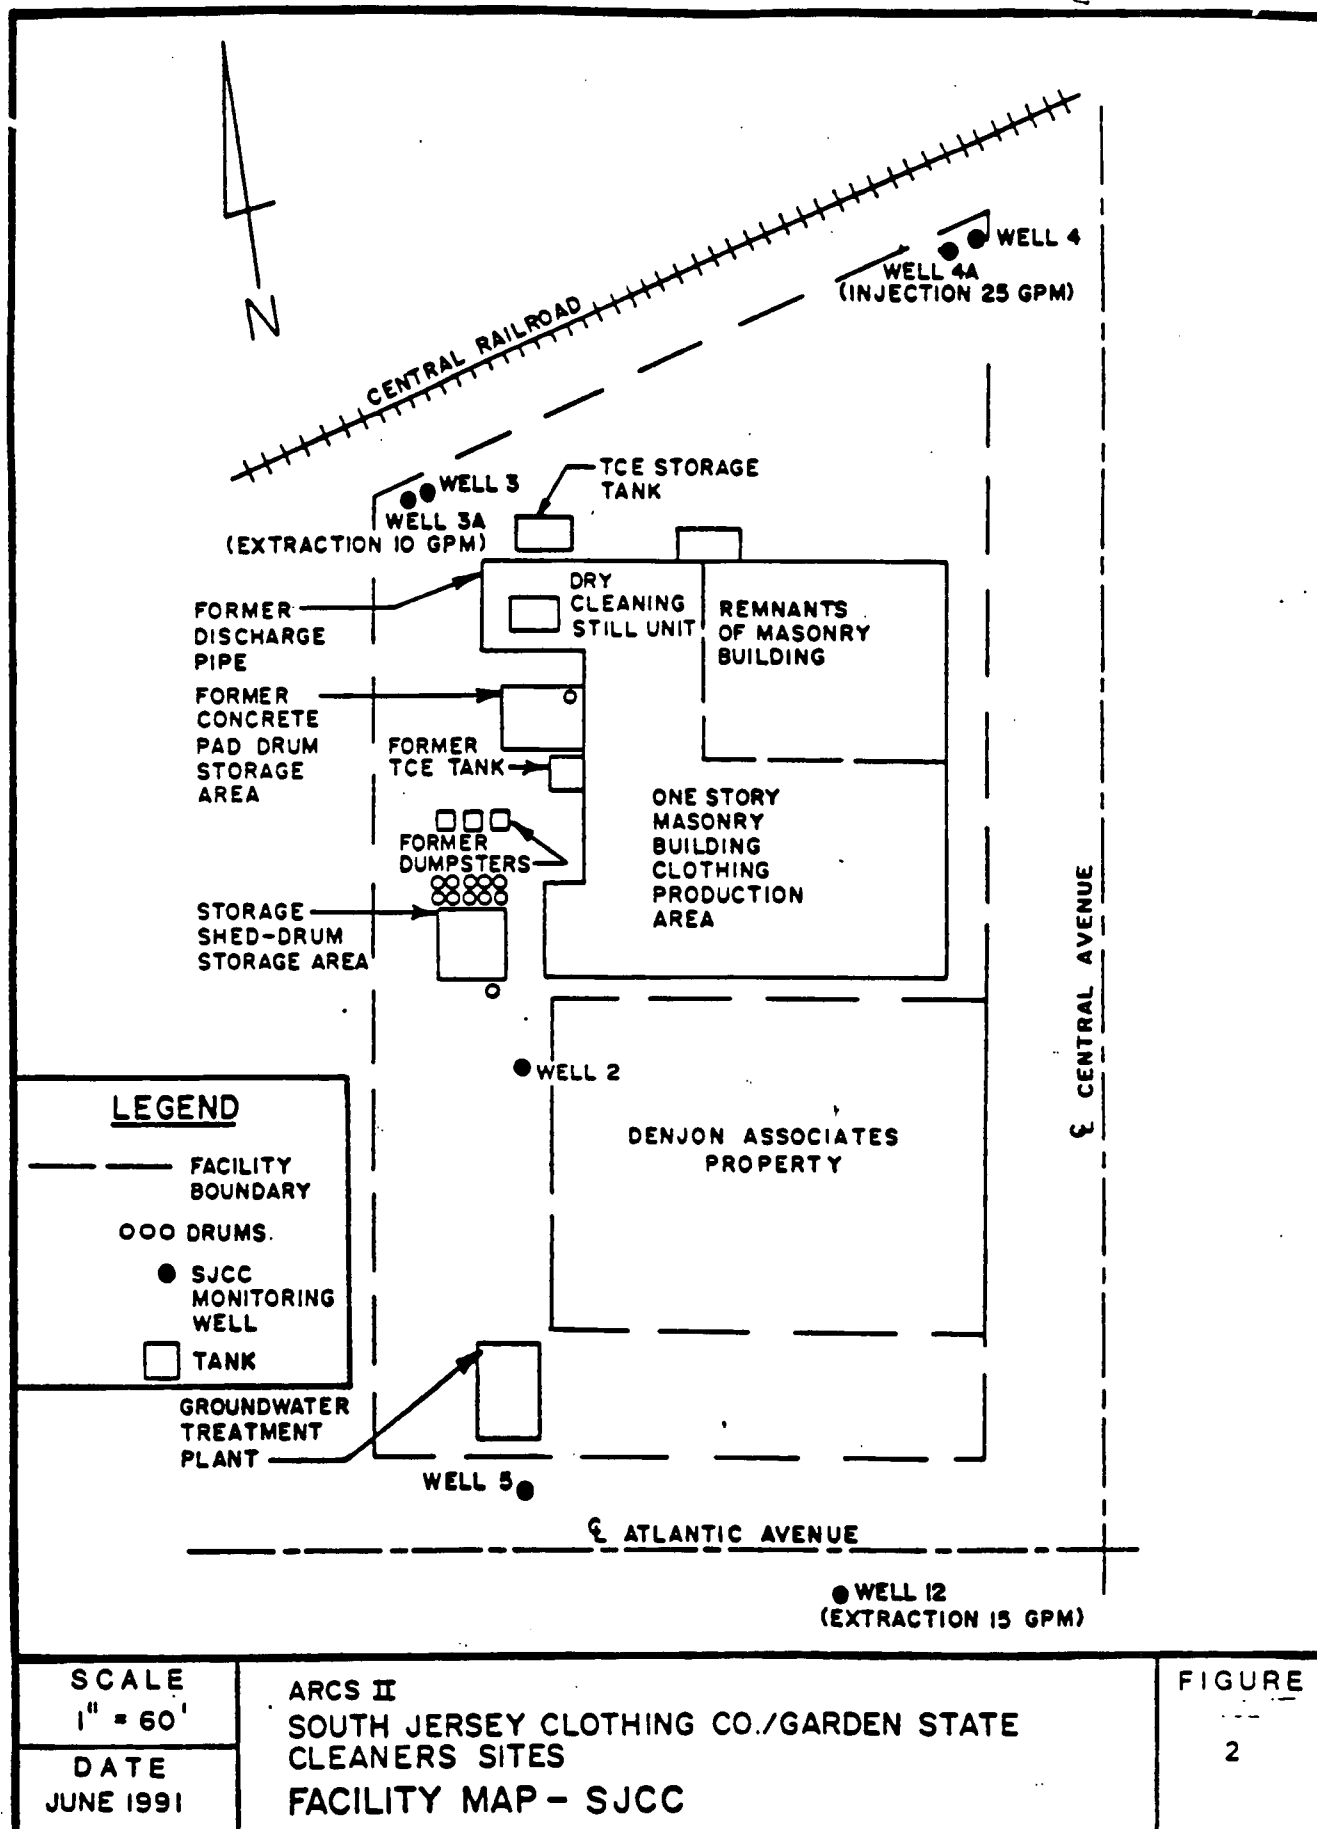 N
CENTRAL RAILROAD
WELL 4
WELL 4A
(INJECTION 25 GPM)
TCE STORAGE
TANK
WELL 3
WELL 3A
(EXTRACTION 10 GPM)
DRY
CLEANING
STILL UNIT
REMNANTS
OF MASONRY
BUILDING
FORMER
DISCHARGE
PIPE
FORMER
CONCRETE
PAD DRUM
STORAGE
AREA
FORMER
TCE TANK
ONE STORY
MASONRY
BUILDING
CLOTHING
PRODUCTION
AREA
FORMER
DUMPSTERS
STORAGE
SHED-DRUM
STORAGE AREA
℄ CENTRAL AVENUE
WELL 2
DENJON ASSOCIATES
PROPERTY
LEGEND
FACILITY
BOUNDARY
DRUMS.
SJCC
MONITORING
WELL
TANK
GROUNDWATER
TREATMENT
PLANT
WELL 5
℄ ATLANTIC AVENUE
WELL 12
(EXTRACTION 15 GPM)
SCALE
1" = 60'
DATE
JUNE 1991
ARCS II
SOUTH JERSEY CLOTHING CO./GARDEN STATE
CLEANERS SITES
FACILITY MAP - SJCC
FIGURE
2